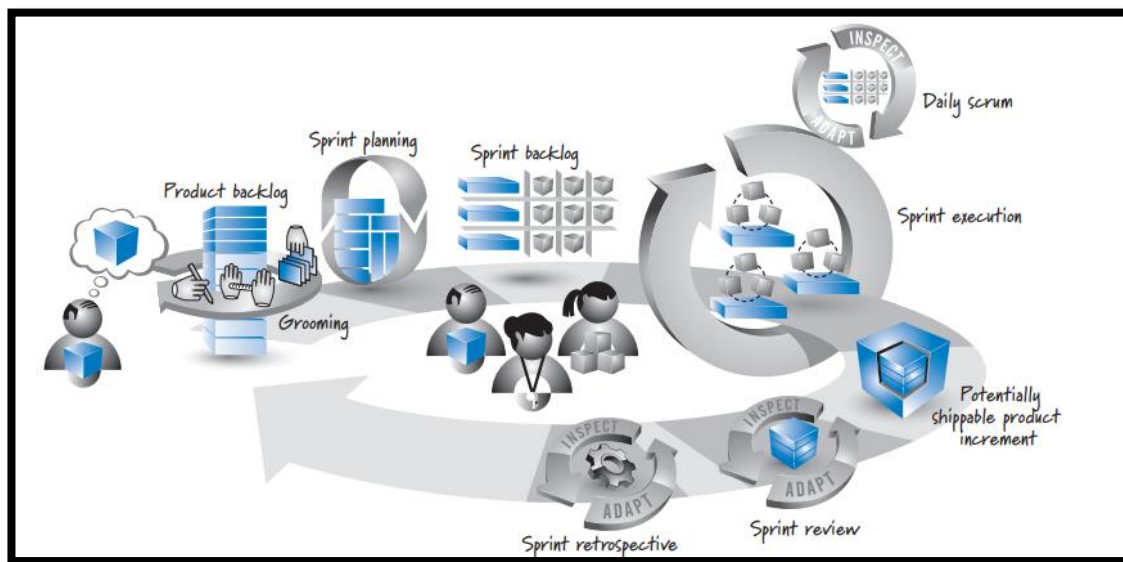 INSPECT
ADAPT
Daily scrum
Sprint planning
Sprint backlog
Product backlog
Sprint execution
Grooming
Potentially
shippable product
increment
INSPECT
ADAPT
Sprint review
INSPECT
ADAPT
Sprint retrospective